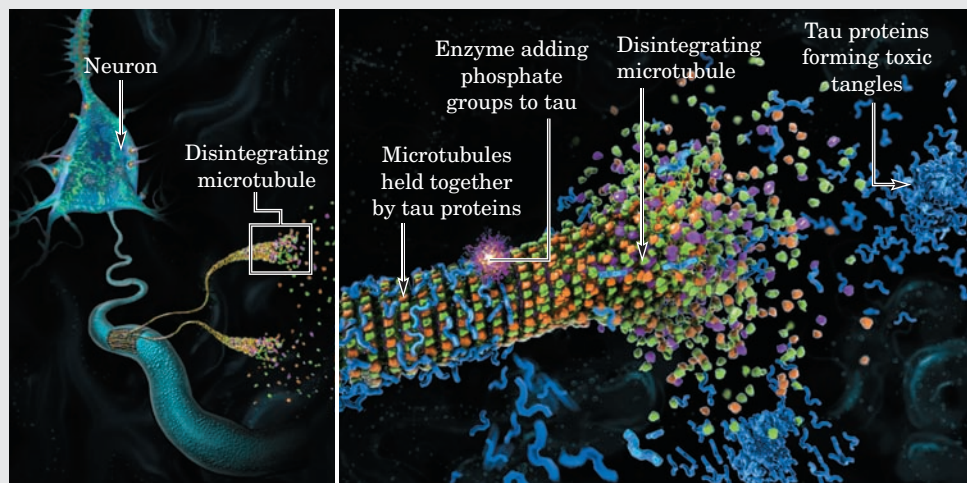 Neuron
Disintegrating
microtubule
Enzyme adding
phosphate
groups to tau
Disintegrating
microtubule
Tau proteins
forming toxic
tangles
Microtubules
held together
by tau proteins